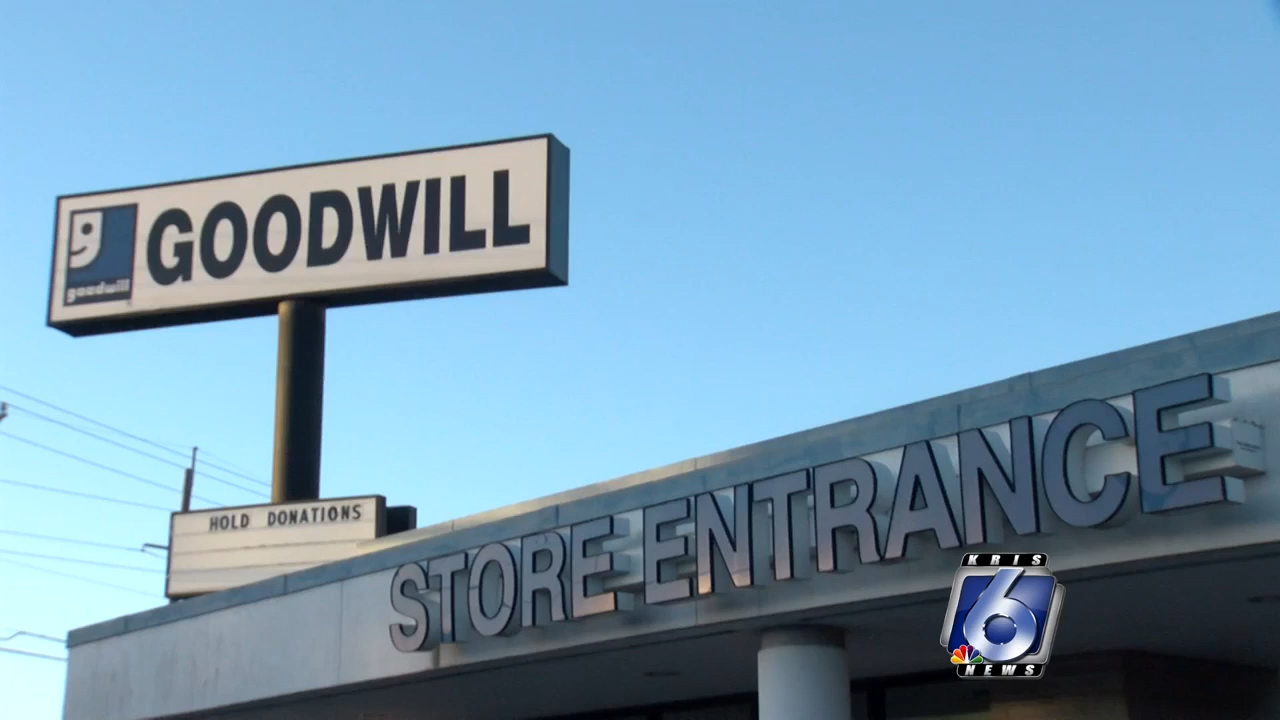 GOODWILL
goodwill
HOLD DONATIONS
STORE ENTRANCE
KRIS
6
NEWS